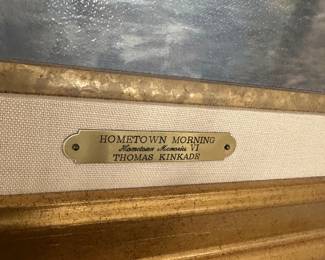 HOMETOWN MORNING
Hometown Memories VI
THOMAS KINKADE